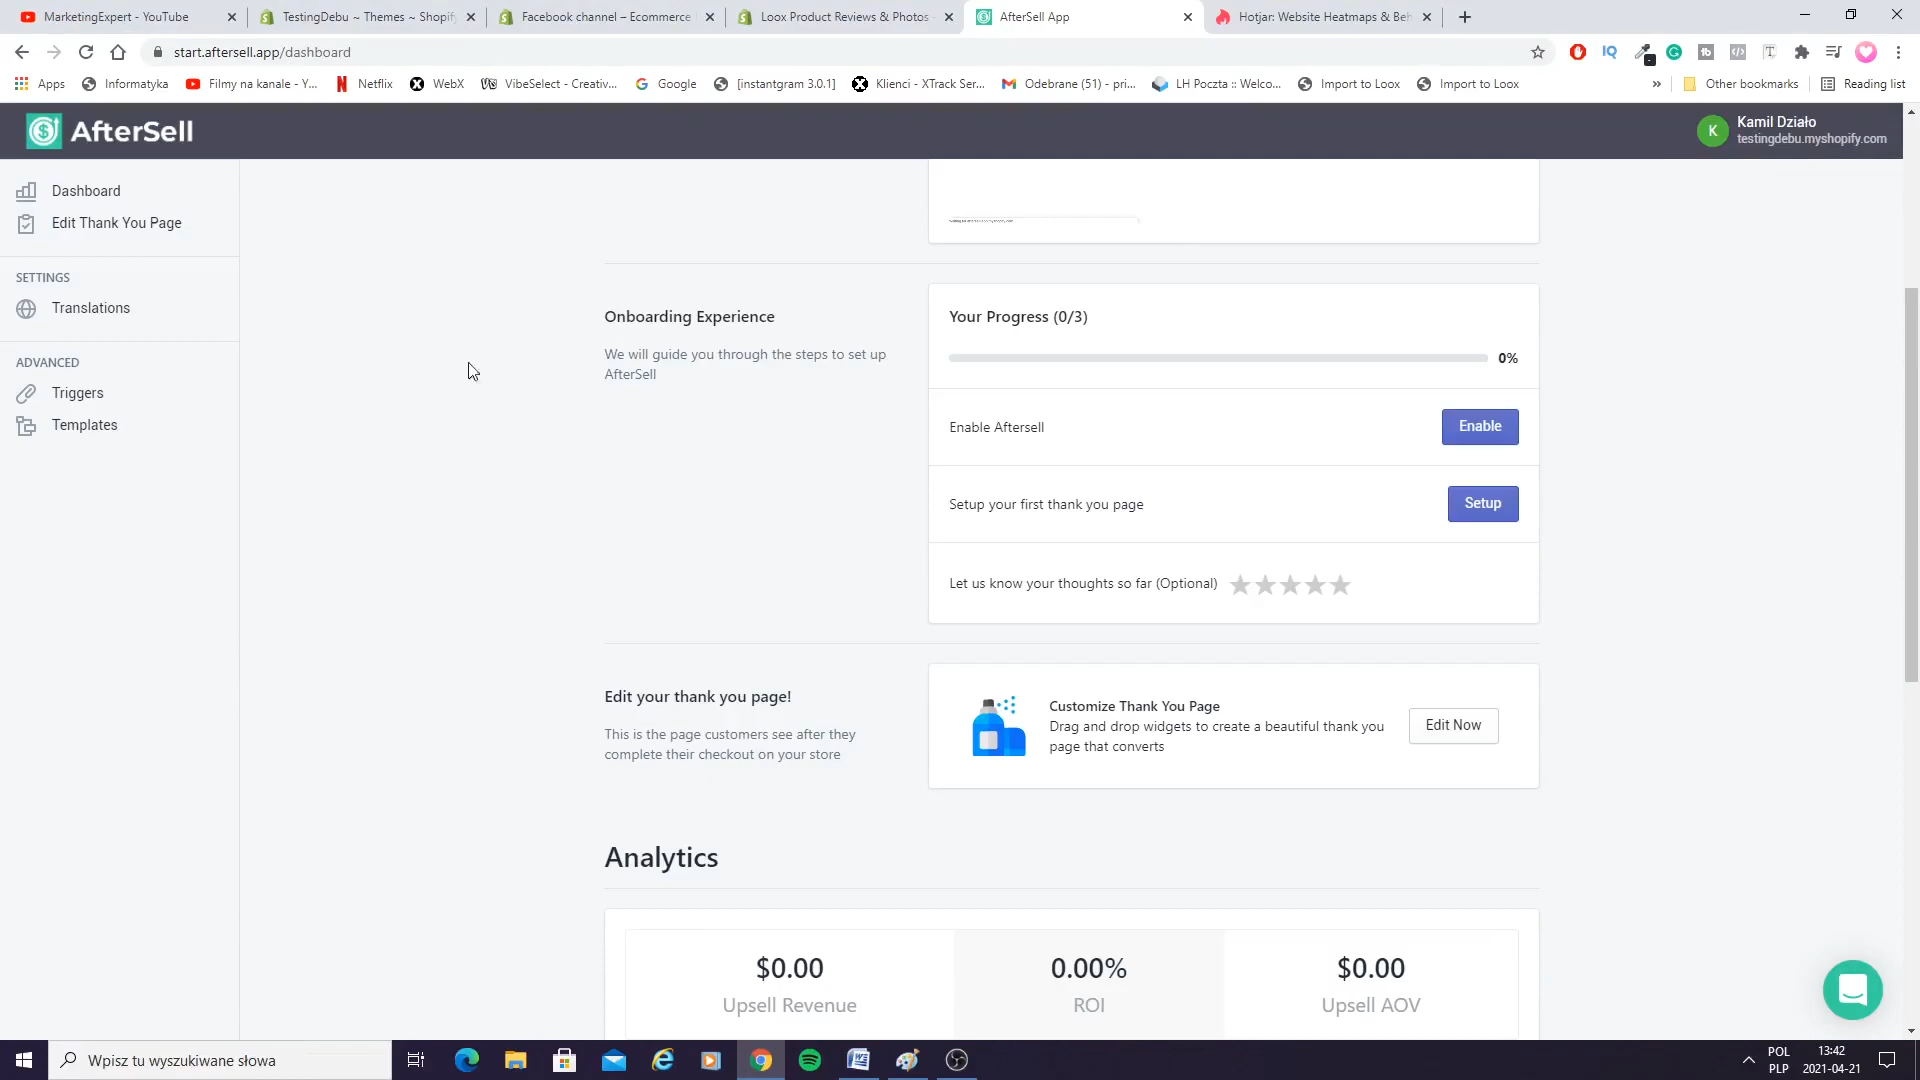 MarketingExpert - YouTube
TestingDebu ~ Themes ~ Shopif
Facebook channel – Ecommerce
Loox Product Reviews & Photos
AfterSell App
Hotjar: Website Heatmaps & Beh
start.aftersell.app/dashboard
Apps
Informatyka
Filmy na kanale - Y...
Netflix
WebX
VibeSelect - Creativ...
Google
[instantgram 3.0.1]
Klienci - XTrack Ser...
Odebrane (51) - pri...
LH Poczta :: Welco...
Import to Loox
Import to Loox
Other bookmarks
Reading list
AfterSell
K
Kamil Działo
testingdebu.myshopify.com
Dashboard
Edit Thank You Page
SETTINGS
Translations
ADVANCED
Triggers
Templates
Onboarding Experience
We will guide you through the steps to set up
AfterSell
Your Progress (0/3)
0%
Enable Aftersell
Enable
Setup your first thank you page
Setup
Let us know your thoughts so far (Optional)
Edit your thank you page!
This is the page customers see after they
complete their checkout on your store
Customize Thank You Page
Drag and drop widgets to create a beautiful thank you
page that converts
Edit Now
Analytics
$0.00
Upsell Revenue
0.00%
ROI
$0.00
Upsell AOV
Wpisz tu wyszukiwane słowa
POL
PLP
13:42
2021-04-21